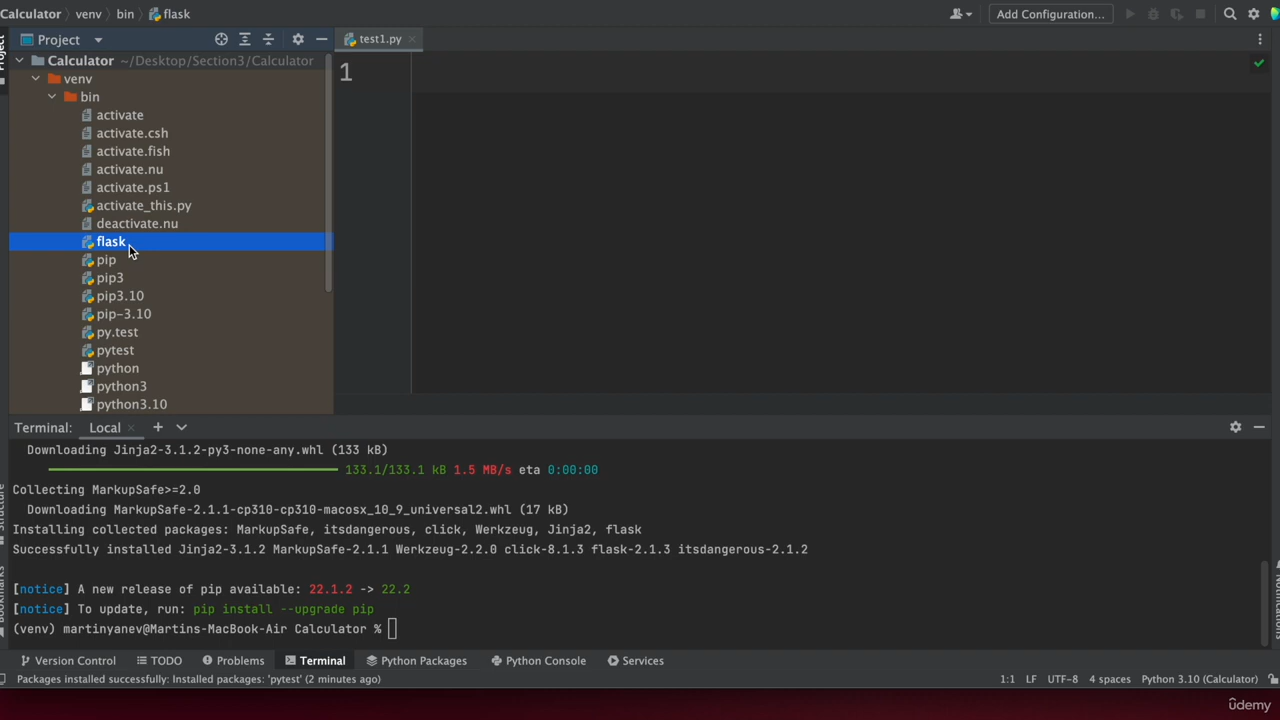 Calculator venv bin flask
Add Configuration...
Project
test1.py
Calculator ~/Desktop/Section3/Calculator
1
venv
bin
activate
activate.csh
activate.fish
activate.nu
activate.ps1
activate_this.py
deactivate.nu
flask
pip
pip3
pip3.10
pip-3.10
py.test
pytest
python
python3
python3.10
Project
Structure
Bookmarks
Notifications
Terminal: Local
Downloading Jinja2-3.1.2-py3-none-any.whl (133 kB)
133.1/133.1 kB 1.5 MB/s eta 0:00:00
Collecting MarkupSafe>=2.0
Downloading MarkupSafe-2.1.1-cp310-cp310-macosx_10_9_universal2.whl (17 kB)
Installing collected packages: MarkupSafe, itsdangerous, click, Werkzeug, Jinja2, flask
Successfully installed Jinja2-3.1.2 MarkupSafe-2.1.1 Werkzeug-2.2.0 click-8.1.3 flask-2.1.3 itsdangerous-2.1.2
[notice] A new release of pip available: 22.1.2 -> 22.2
[notice] To update, run: pip install --upgrade pip
(venv) martinyanev@Martins-MacBook-Air Calculator %
Version Control TODO Problems Terminal Python Packages Python Console Services
Packages installed successfully: Installed packages: 'pytest' (2 minutes ago) 1:1 LF UTF-8 4 spaces Python 3.10 (Calculator)
ûdemy